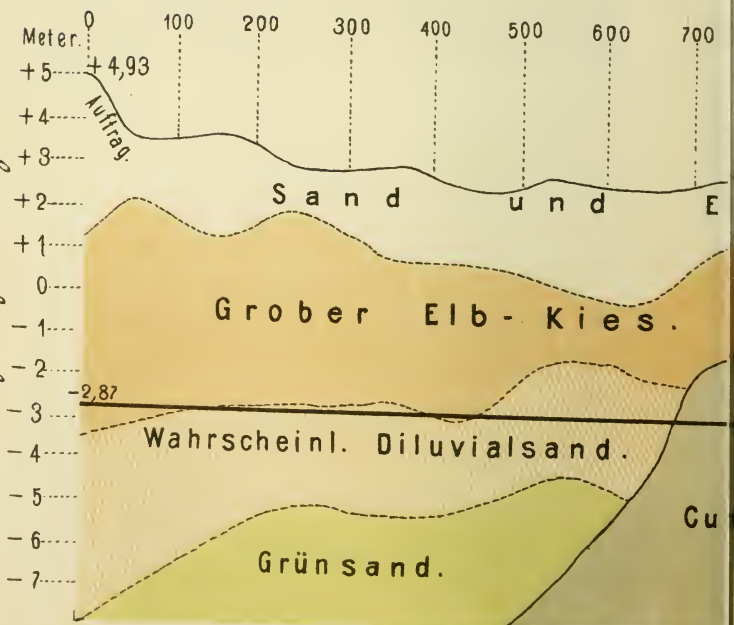 0 100 200 300 400 500 600 700
Meter.
+ 4,93
+ 5
+ 4
+ 3
+ 2
+ 1
0
- 1
- 2
- 3
- 4
- 5
- 6
- 7
Auftrag.
Sand und E
Grober Elb-Kies.
-2,87
Wahrscheinl. Diluvialsand.
Grünsand.
Cu